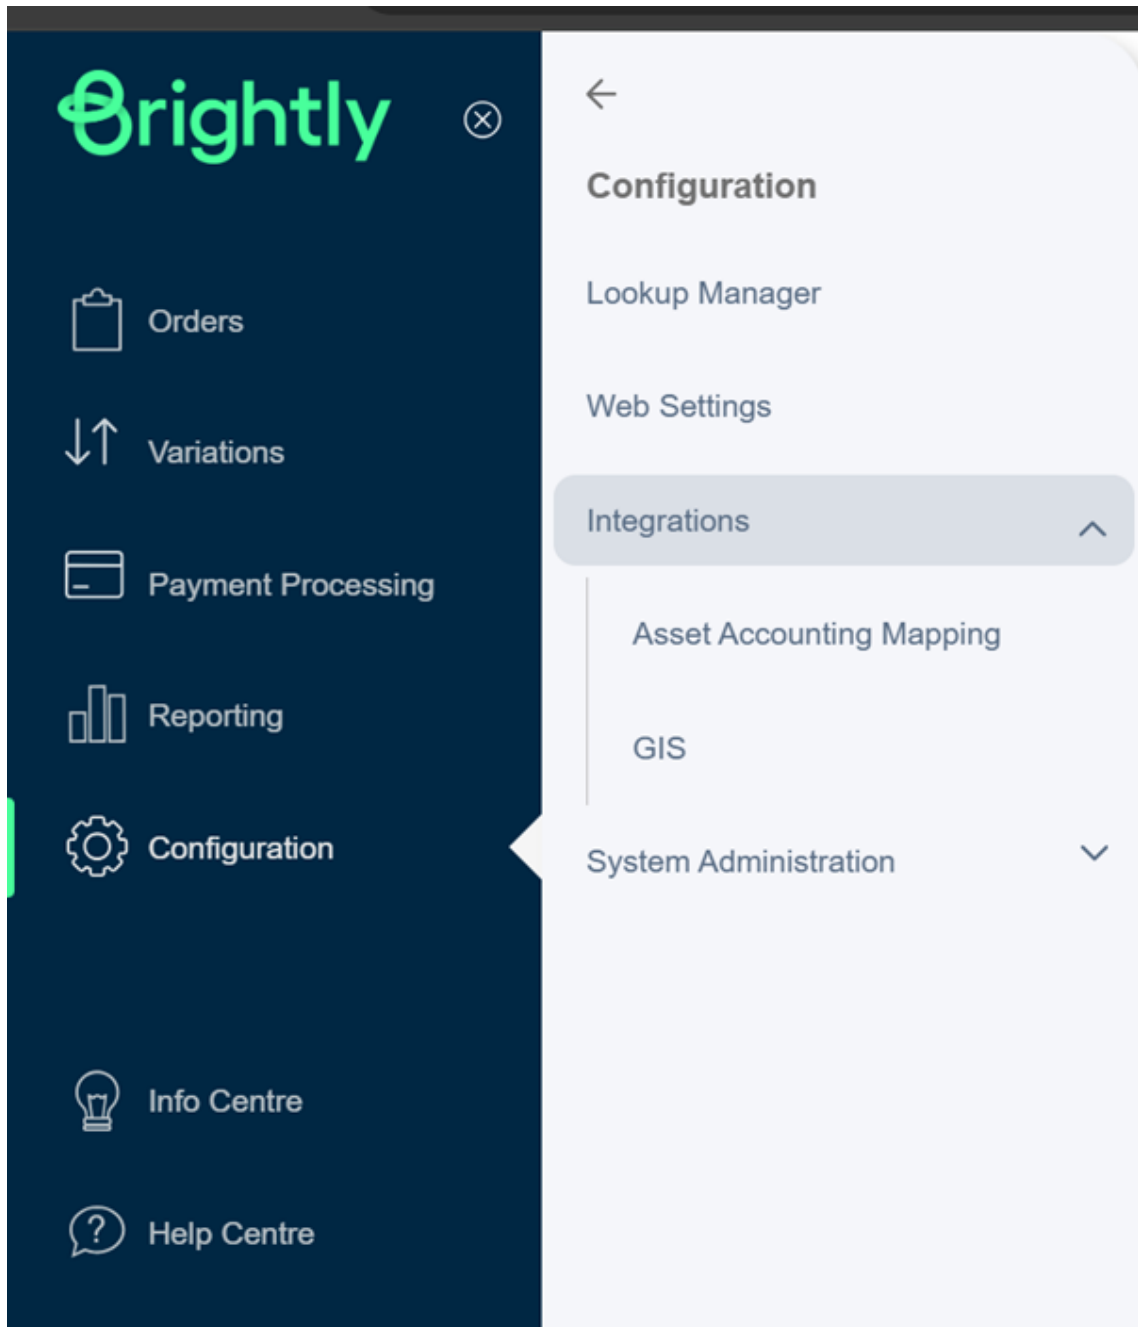 Brightly
Orders
Variations
Payment Processing
Reporting
Configuration
Info Centre
Help Centre
Configuration
Lookup Manager
Web Settings
Integrations
Asset Accounting Mapping
GIS
System Administration